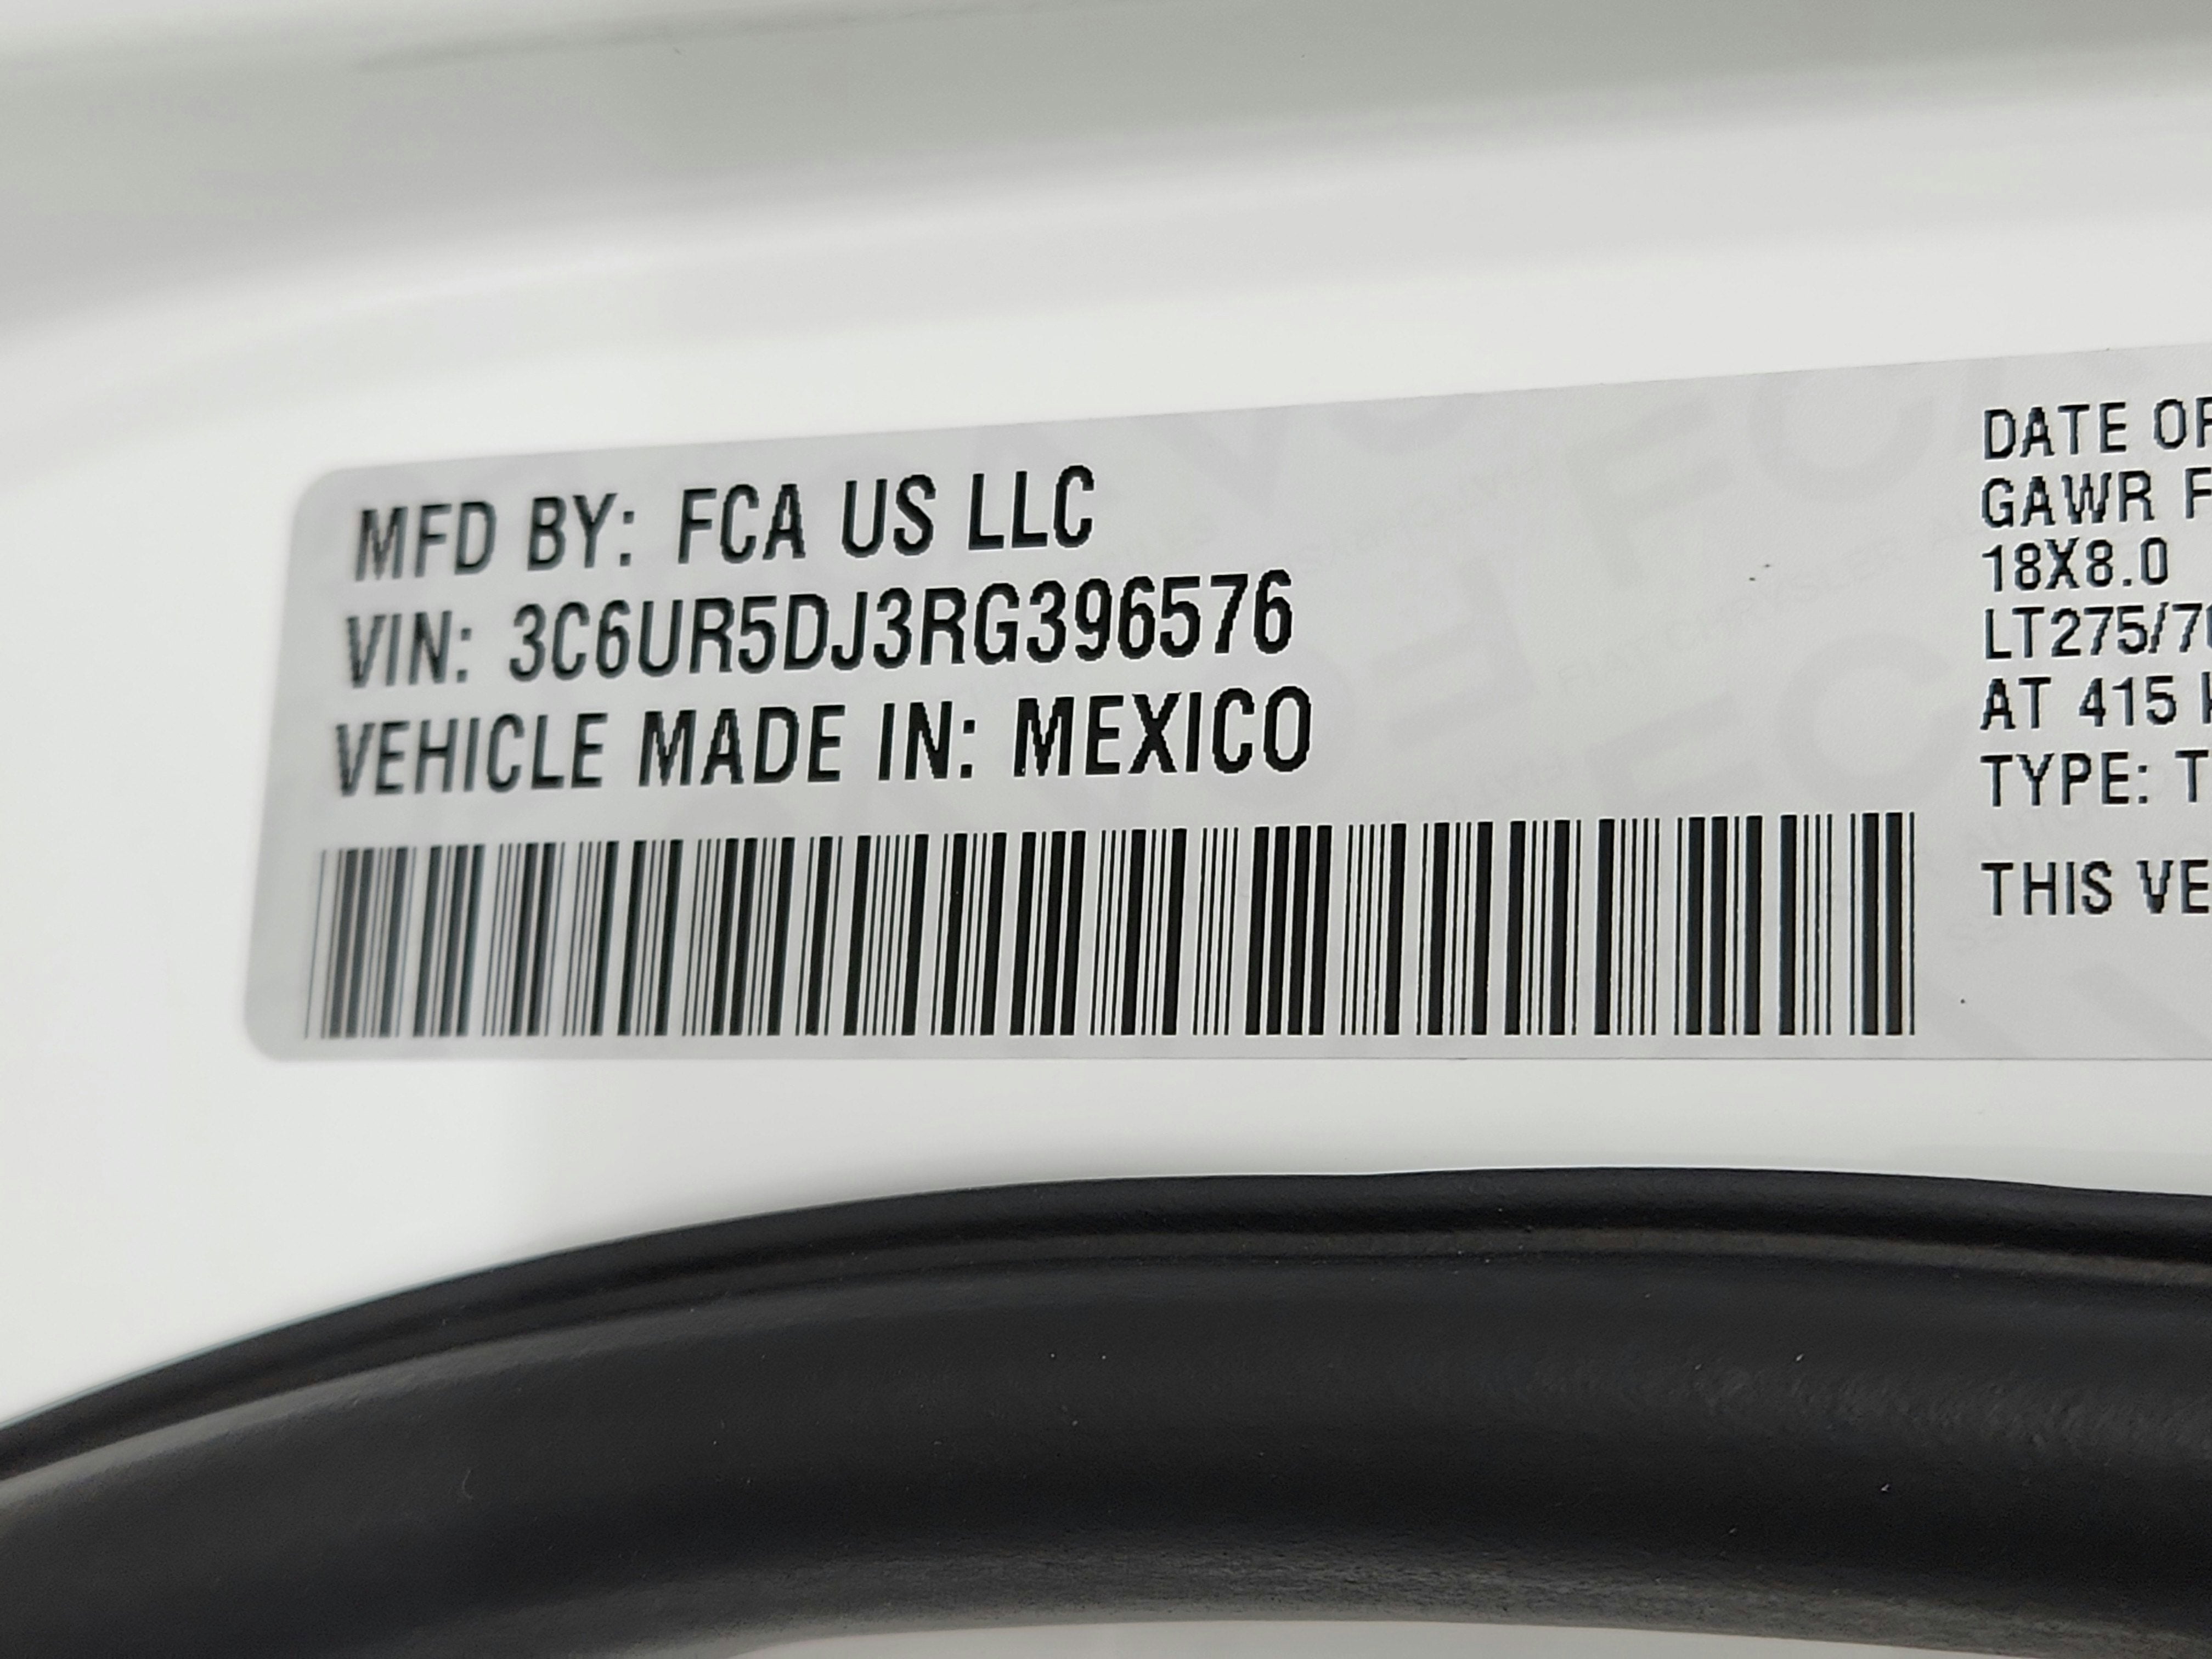 MFD BY: FCA US LLC
VIN: 3C6UR5DJ3RG396576
VEHICLE MADE IN: MEXICO
DATE OF
GAWR F
18X8.0
LT275/7
AT 415
TYPE: T
THIS VE